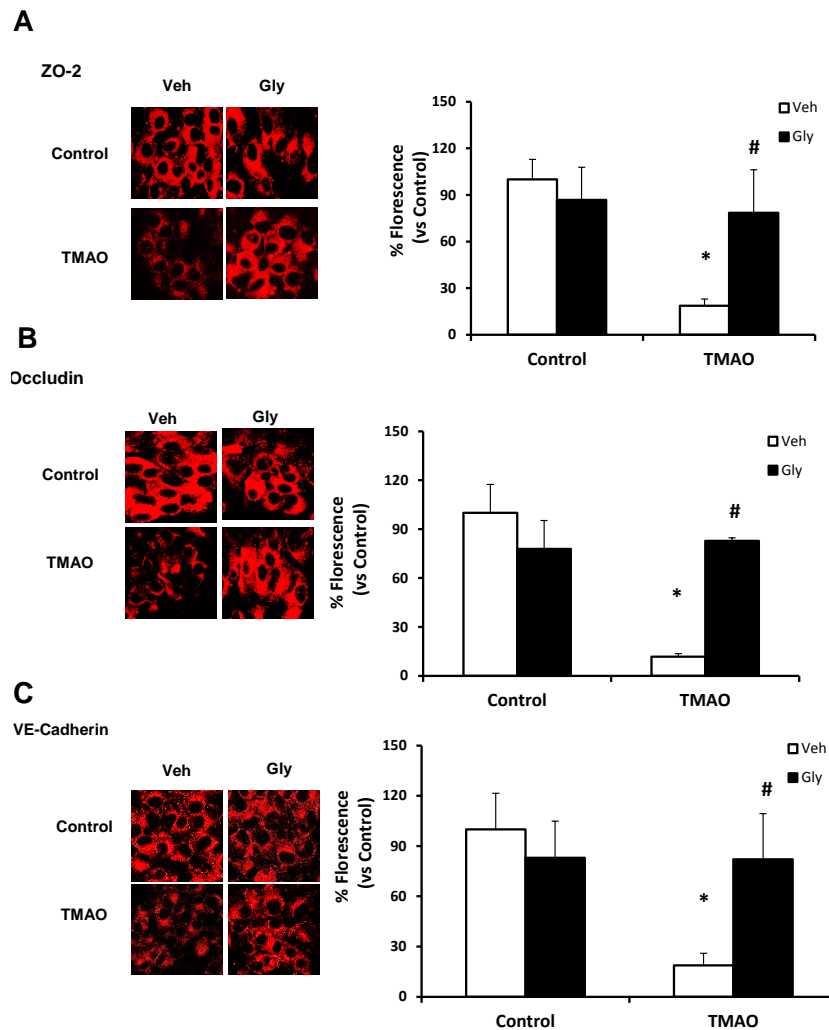 A
ZO-2
Veh Gly
Control
TMAO
150
120
90
60
30
0
% Florescence
(vs Control)
Veh
Gly
*
#
Control TMAO
B
Occludin
Veh Gly
Control
TMAO
150
120
90
60
30
0
% Florescence
(vs Control)
Veh
Gly
*
#
Control TMAO
C
VE-Cadherin
Veh Gly
Control
TMAO
150
120
90
60
30
0
% Florescence
(vs Control)
Veh
Gly
*
#
Control TMAO